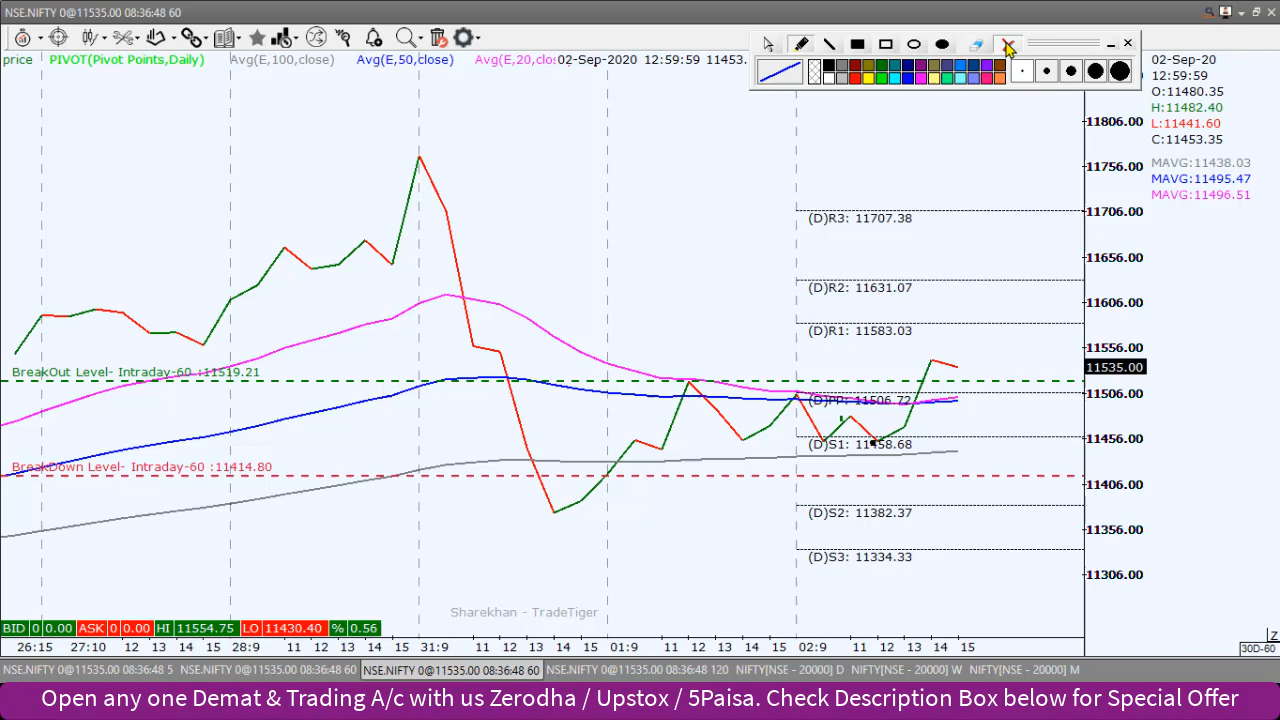 NSE.NIFTY 0@11535.00 08:36:48 60
price PIVOT(Pivot Points,Daily) Avg(E,100,close) Avg(E,50,close) Avg(E,20,clos 02-Sep-2020 12:59:59 11453.
02-Sep-20
12:59:59
O:11480.35
H:11482.40
L:11441.60
C:11453.35
MAVG:11438.03
MAVG:11495.47
MAVG:11496.51
11806.00
11756.00
11706.00
11656.00
11606.00
11556.00
11535.00
11506.00
11456.00
11406.00
11356.00
11306.00
(D)R3: 11707.38
(D)R2: 11631.07
(D)R1: 11583.03
BreakOut Level- Intraday-60 :11519.21
(D)PP: 11506.72
(D)S1: 11458.68
BreakDown Level- Intraday-60 :11414.80
(D)S2: 11382.37
(D)S3: 11334.33
Sharekhan - TradeTiger
BID 0 0.00 ASK 0 0.00 HI 11554.75 LO 11430.40 % 0.56
26:15 27:10 12 13 14 15 28:9 11 12 13 14 15 31:9 11 12 13 14 15 01:9 11 12 13 14 15 02:9 11 12 13 14 15
Z
30D-60
NSE.NIFTY 0@11535.00 08:36:48 5 NSE.NIFTY 0@11535.00 08:36:48 60 NSE.NIFTY 0@11535.00 08:36:48 60 NSE.NIFTY 0@11535.00 08:36:48 120 NIFTY[NSE - 20000] D NIFTY[NSE - 20000] W NIFTY[NSE - 20000] M
Open any one Demat & Trading A/c with us Zerodha / Upstox / 5Paisa. Check Description Box below for Special Offer